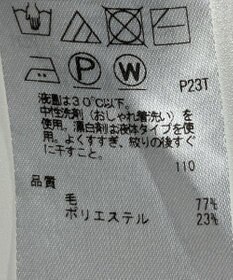 P
W
P23T
液温は30℃以下。
中性洗剤(おしゃれ着洗い)を
使用。漂白剤は液体タイプを使
用。よくすすぎ、絞りの後すぐ
に干すこと。
110
品質
毛 77%
ポリエステル 23%